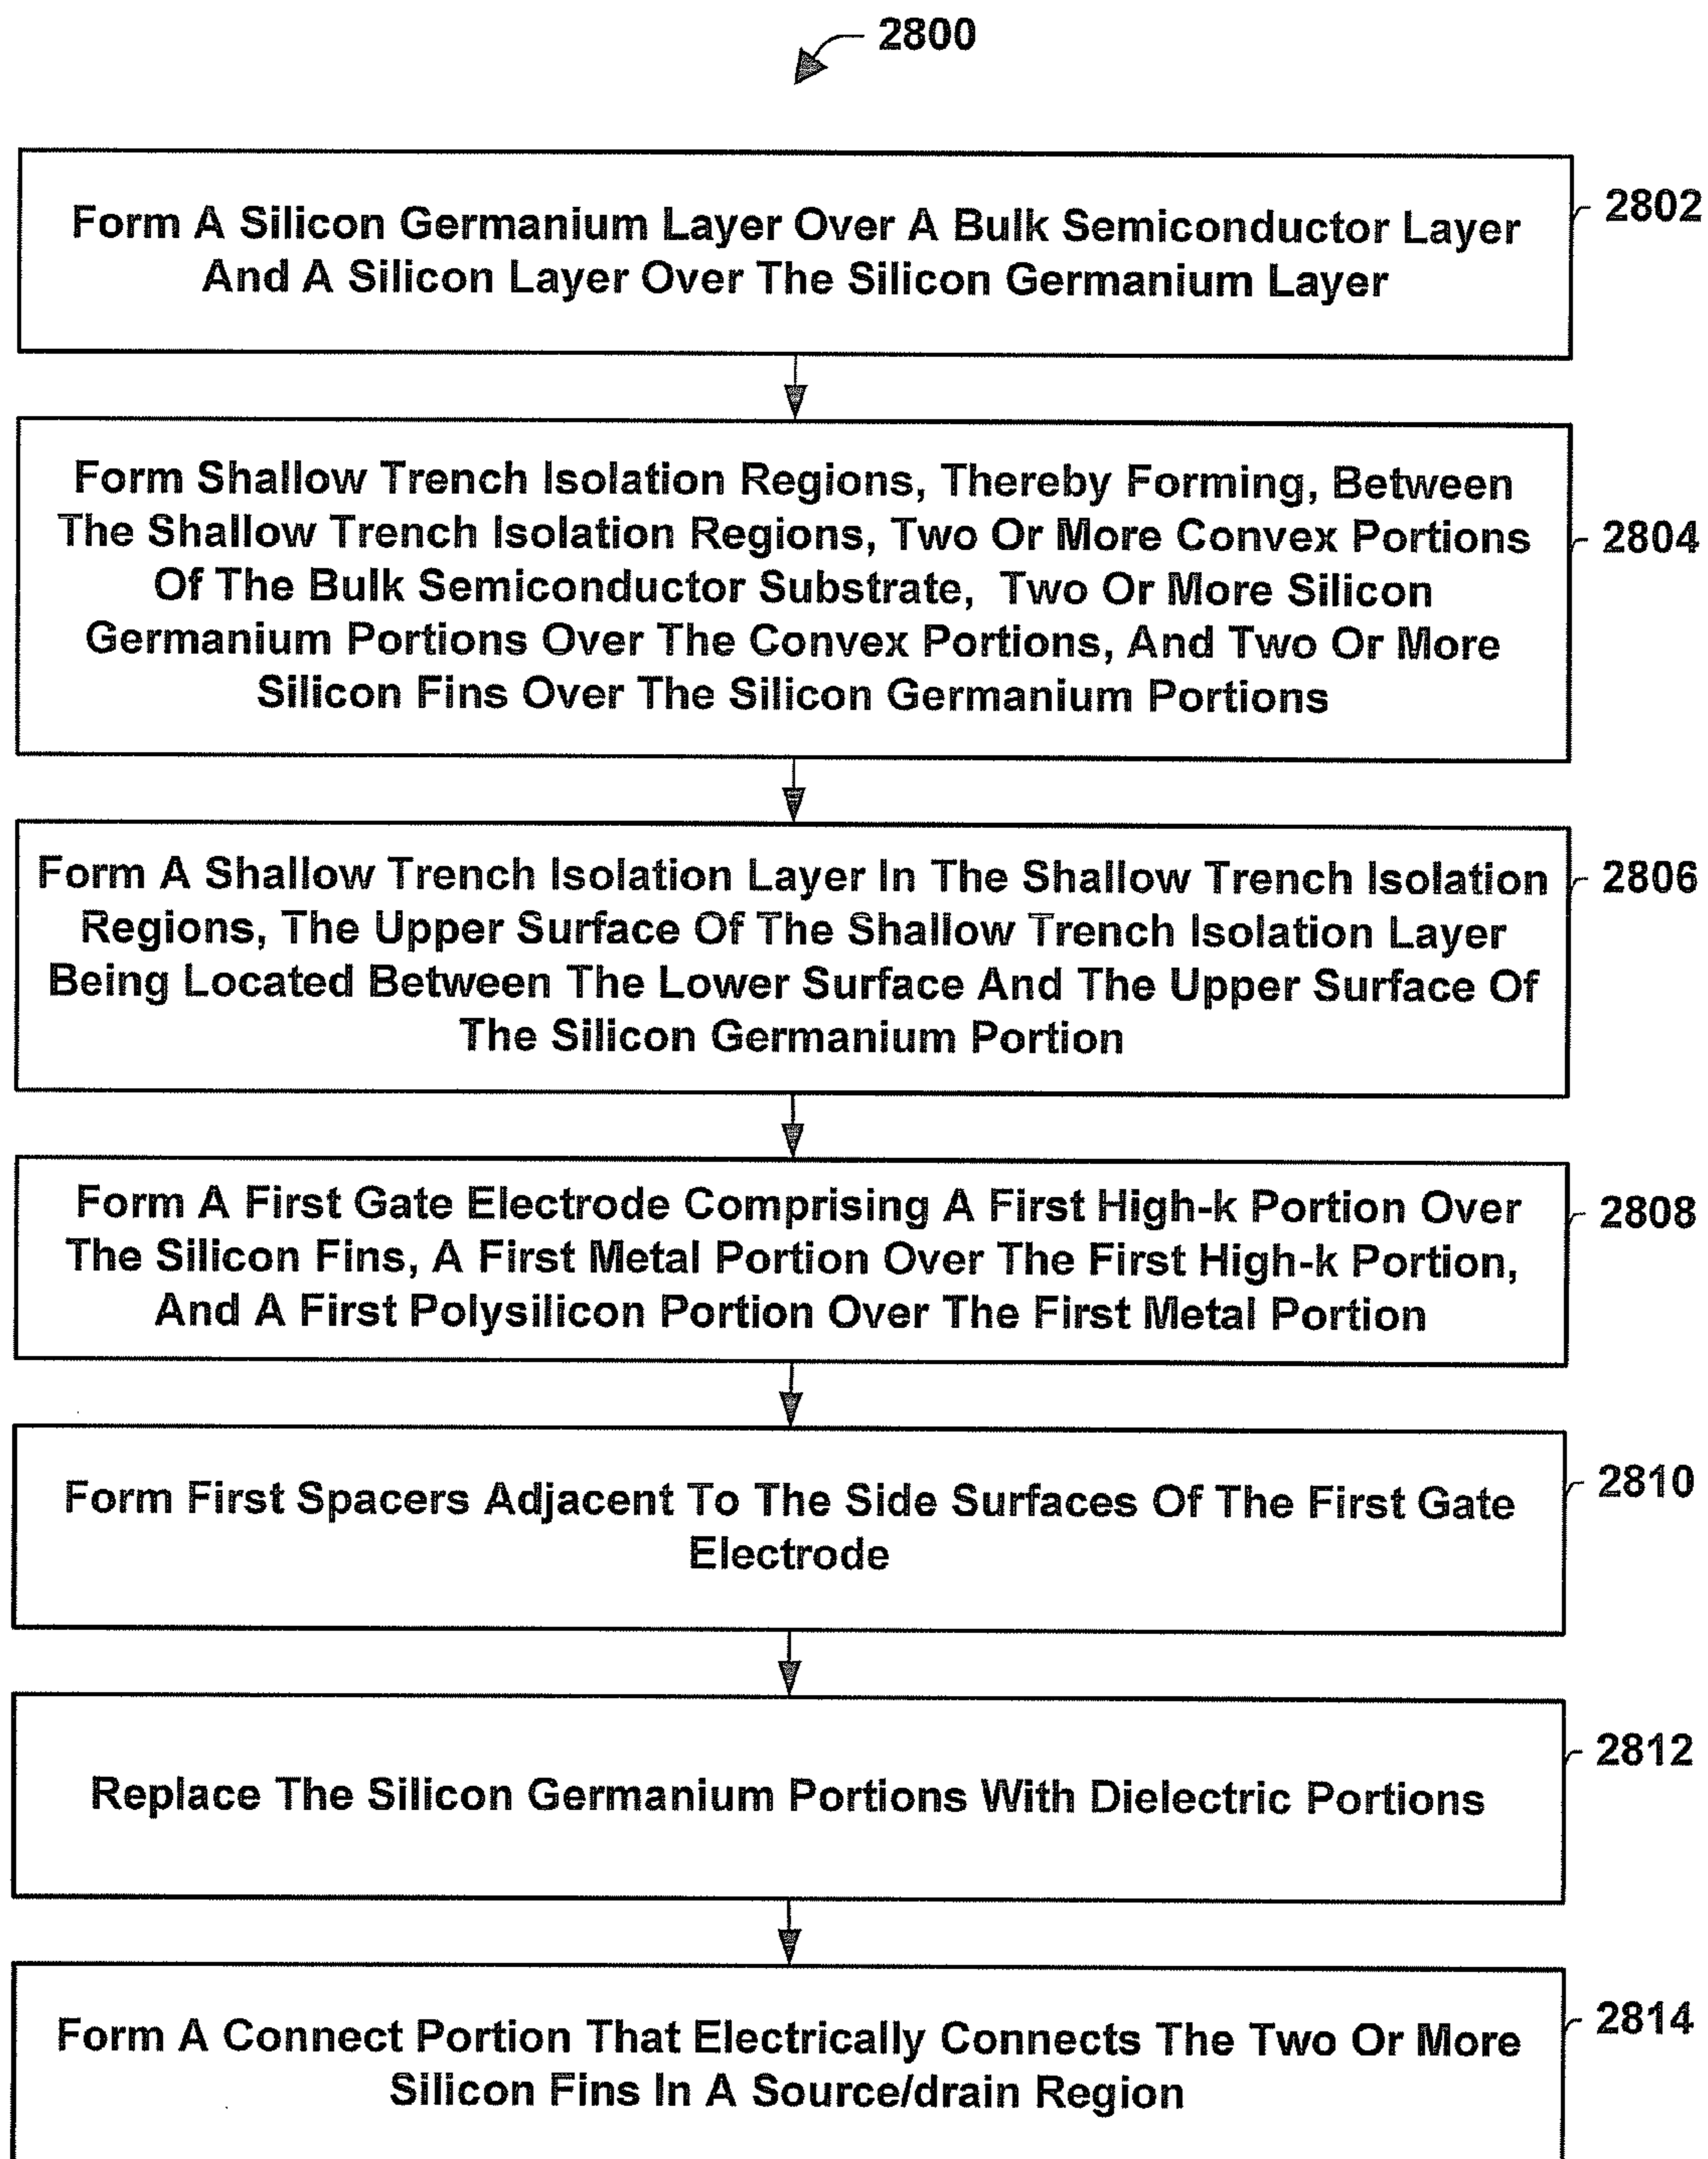 2800
Form A Silicon Germanium Layer Over A Bulk Semiconductor Layer
And A Silicon Layer Over The Silicon Germanium Layer
2802
Form Shallow Trench Isolation Regions, Thereby Forming, Between
The Shallow Trench Isolation Regions, Two Or More Convex Portions
Of The Bulk Semiconductor Substrate, Two Or More Silicon
Germanium Portions Over The Convex Portions, And Two Or More
Silicon Fins Over The Silicon Germanium Portions
2804
Form A Shallow Trench Isolation Layer In The Shallow Trench Isolation
Regions, The Upper Surface Of The Shallow Trench Isolation Layer
Being Located Between The Lower Surface And The Upper Surface Of
The Silicon Germanium Portion
2806
Form A First Gate Electrode Comprising A First High-k Portion Over
The Silicon Fins, A First Metal Portion Over The First High-k Portion,
And A First Polysilicon Portion Over The First Metal Portion
2808
Form First Spacers Adjacent To The Side Surfaces Of The First Gate
Electrode
2810
Replace The Silicon Germanium Portions With Dielectric Portions
2812
Form A Connect Portion That Electrically Connects The Two Or More
Silicon Fins In A Source/drain Region
2814